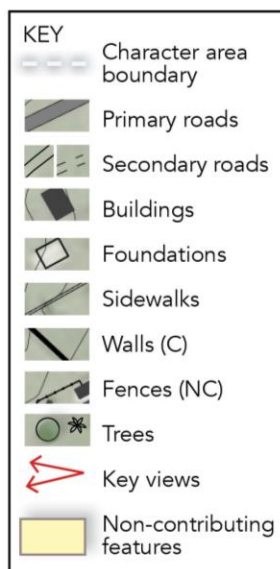 KEY
Character area
boundary
Primary roads
Secondary roads
Buildings
Foundations
Sidewalks
Walls (C)
Fences (NC)
Trees
Key views
Non-contributing
features